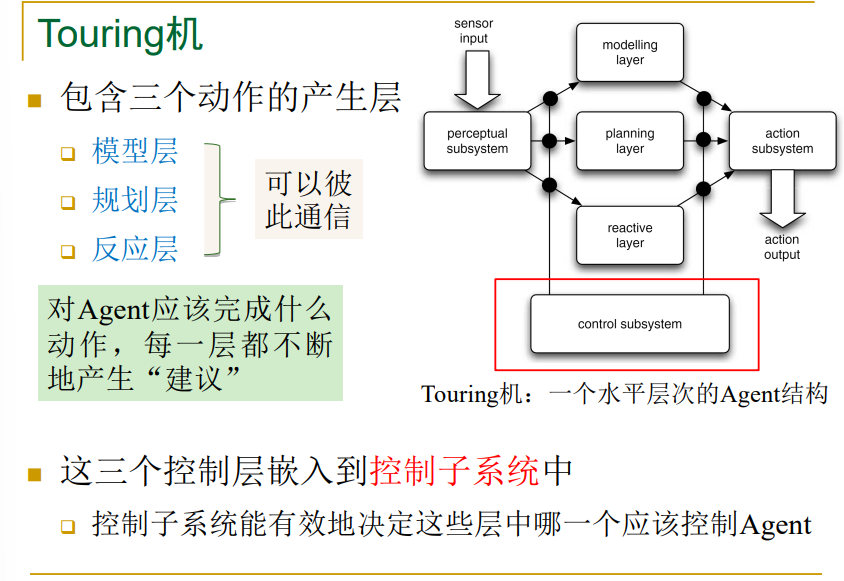 Touring机
包含三个动作的产生层
模型层
规划层
反应层
可以彼
此通信
对Agent应该完成什么
动作，每一层都不断
地产生“建议”
sensor
input
modelling
layer
perceptual
subsystem
planning
layer
action
subsystem
reactive
layer
action
output
control subsystem
Touring机：一个水平层次的Agent结构
这三个控制层嵌入到控制子系统中
控制子系统能有效地决定这些层中哪一个应该控制Agent